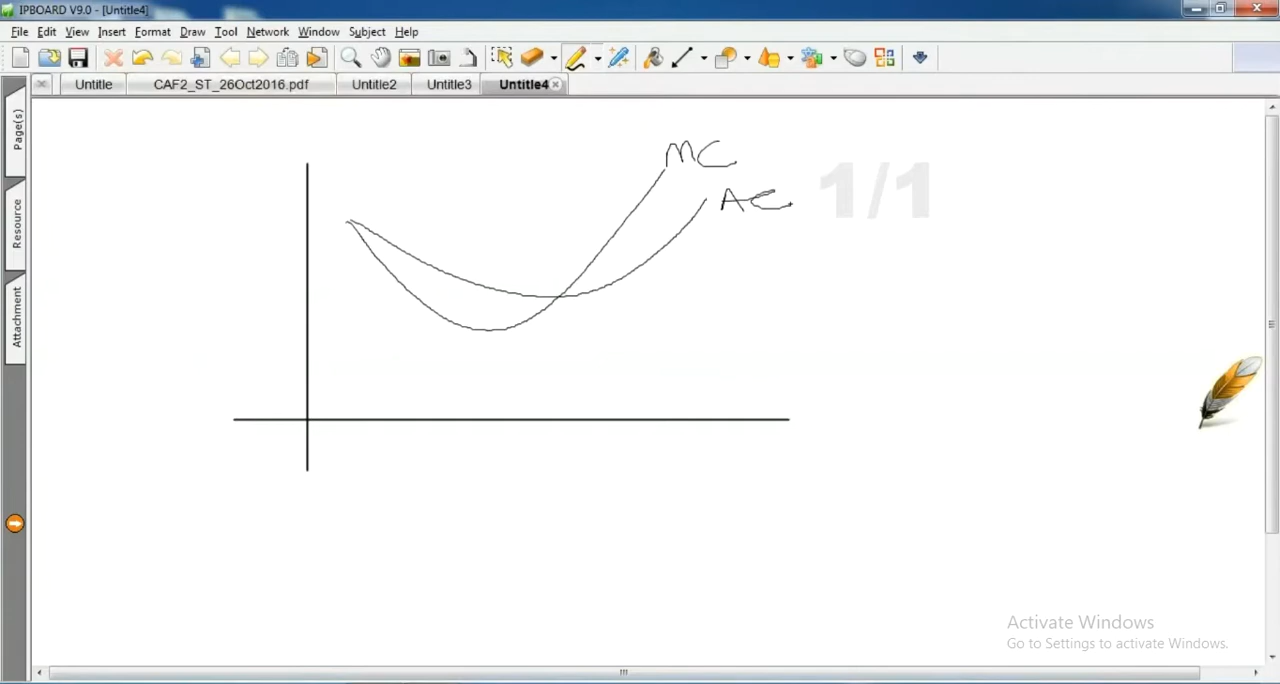 IPBOARD V9.0 - [Untitle4]
File Edit View Insert Format Draw Tool Network Window Subject Help
Untitle CAF2_ST_26Oct2016.pdf Untitle2 Untitle3 Untitle4
Page(s)
Resource
Attachment
MC
AC
1/1
Activate Windows
Go to Settings to activate Windows.